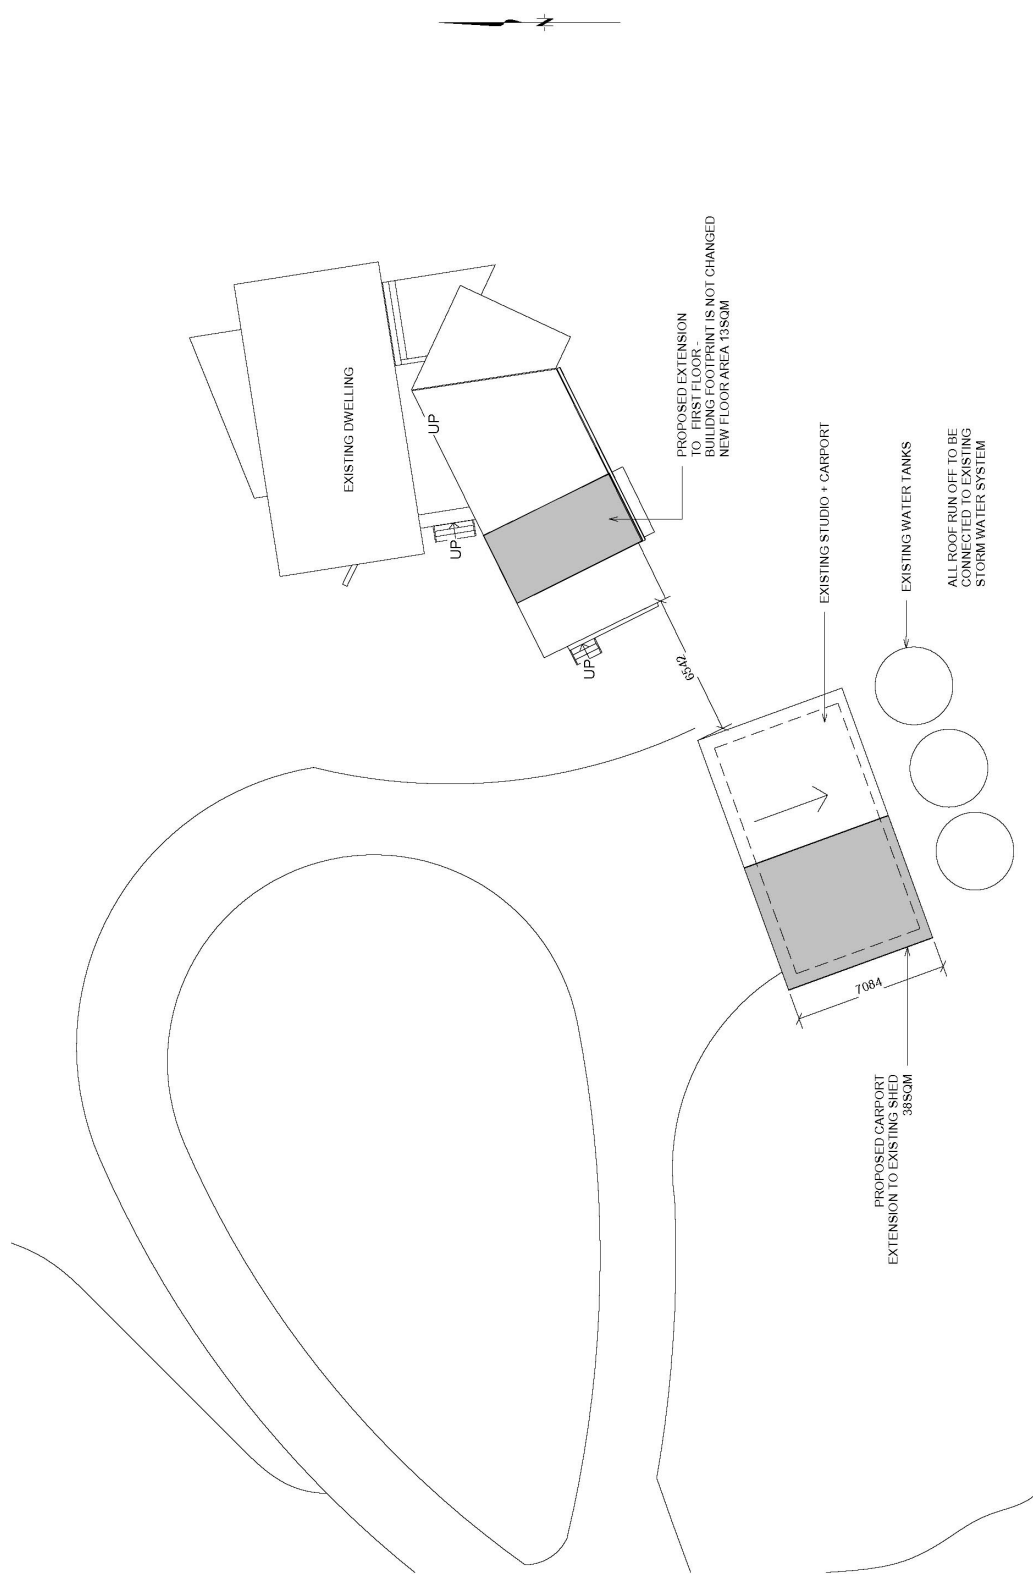 N
EXISTING DWELLING
UP
UP
UP
PROPOSED EXTENSION
TO FIRST FLOOR -
BUILIDNG FOOTPRINT IS NOT CHANGED
NEW FLOOR AREA 13SQM
6542
EXISTING STUDIO + CARPORT
EXISTING WATER TANKS
ALL ROOF RUN OFF TO BE
CONNECTED TO EXISTING
STORM WATER SYSTEM
7084
PROPOSED CARPORT
EXTENSION TO EXISTING SHED
38SQM